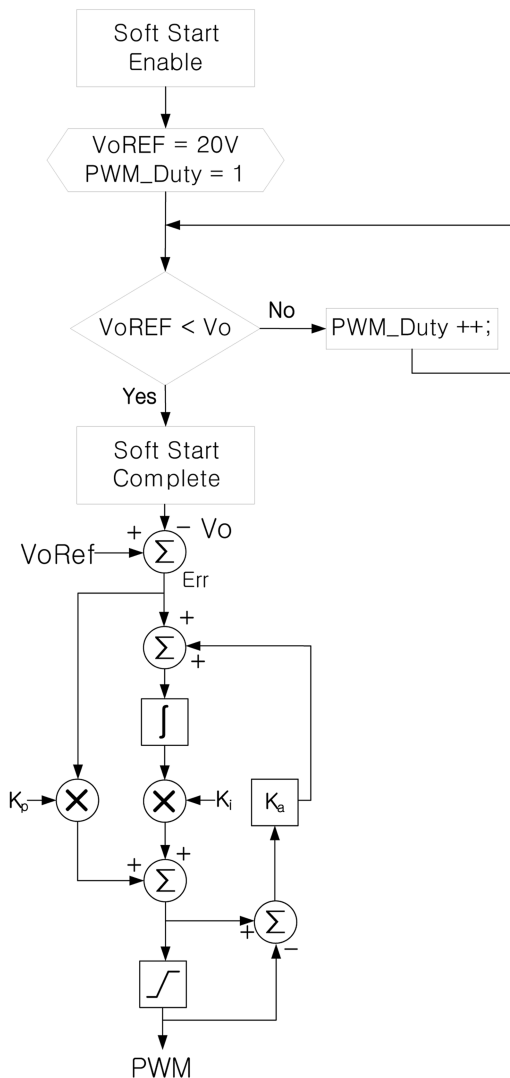 Soft Start
Enable
VoREF = 20V
PWM_Duty = 1
VoREF < Vo
No
PWM_Duty ++;
Yes
Soft Start
Complete
+
− Vo
VoRef
Σ
Err
+
Σ
+
∫
Kp
×
×
Ki
Ka
+
+
Σ
+
Σ
−
PWM